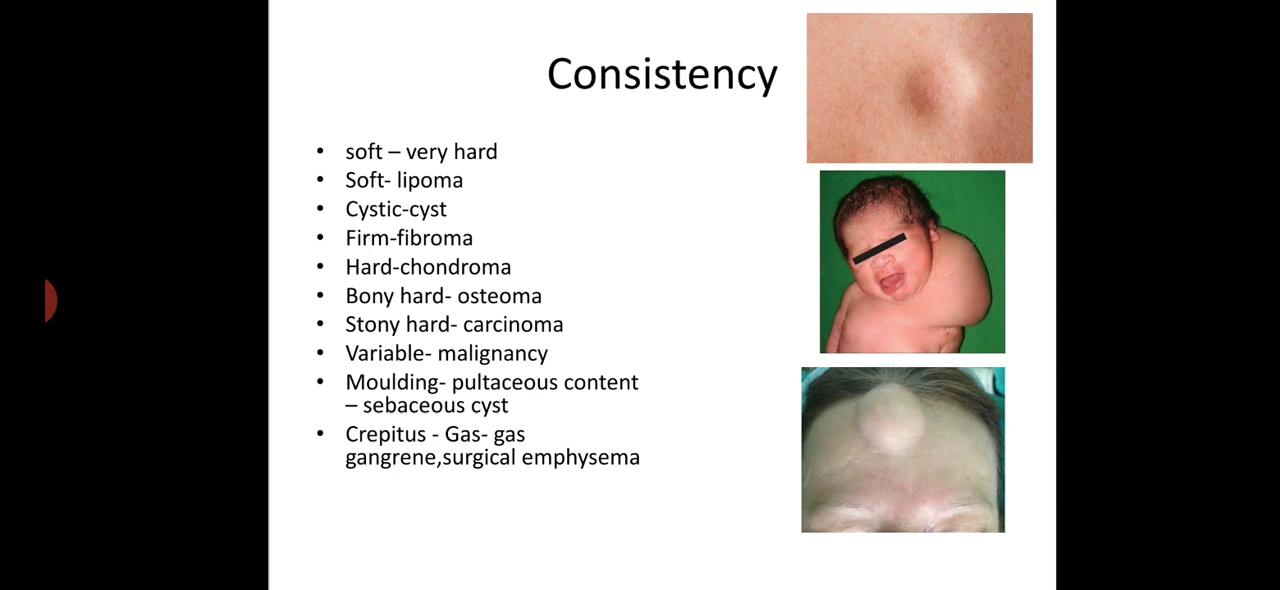 Consistency
• soft – very hard
• Soft- lipoma
• Cystic-cyst
• Firm-fibroma
• Hard-chondroma
• Bony hard- osteoma
• Stony hard- carcinoma
• Variable- malignancy
• Moulding- pultaceous content
– sebaceous cyst
• Crepitus - Gas- gas
gangrene,surgical emphysema